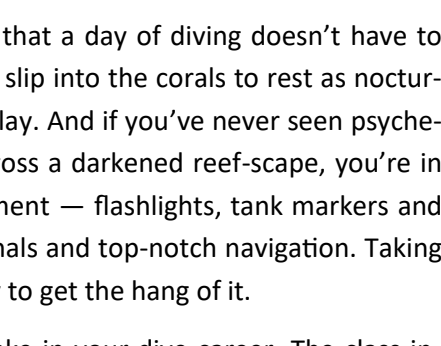 that a day of diving doesn’t have to
slip into the corals to rest as noctur-
lay. And if you’ve never seen psyche-
oss a darkened reef-scape, you’re in
ment — flashlights, tank markers and
nals and top-notch navigation. Taking
to get the hang of it.
ke in your dive career. The class in-